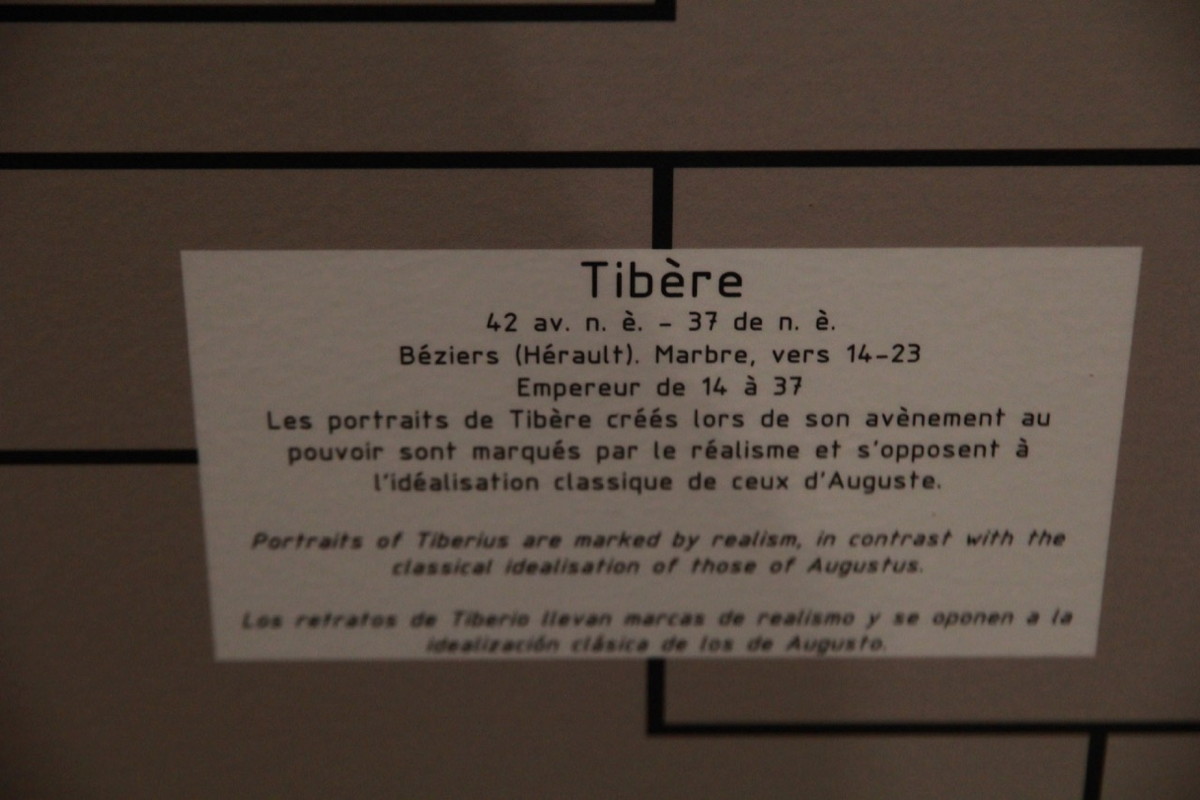 Tibère
42 av. n. è. - 37 de n. è.
Béziers (Hérault). Marbre, vers 14-23
Empereur de 14 à 37
Les portraits de Tibère créés lors de son avènement au
pouvoir sont marqués par le réalisme et s'opposent à
l'idéalisation classique de ceux d'Auguste.
Portraits of Tiberius are marked by realism, in contrast with the
classical idealisation of those of Augustus.
Los retratos de Tiberio llevan marcas de realismo y se oponen a la
idealización clásica de los de Augusto.